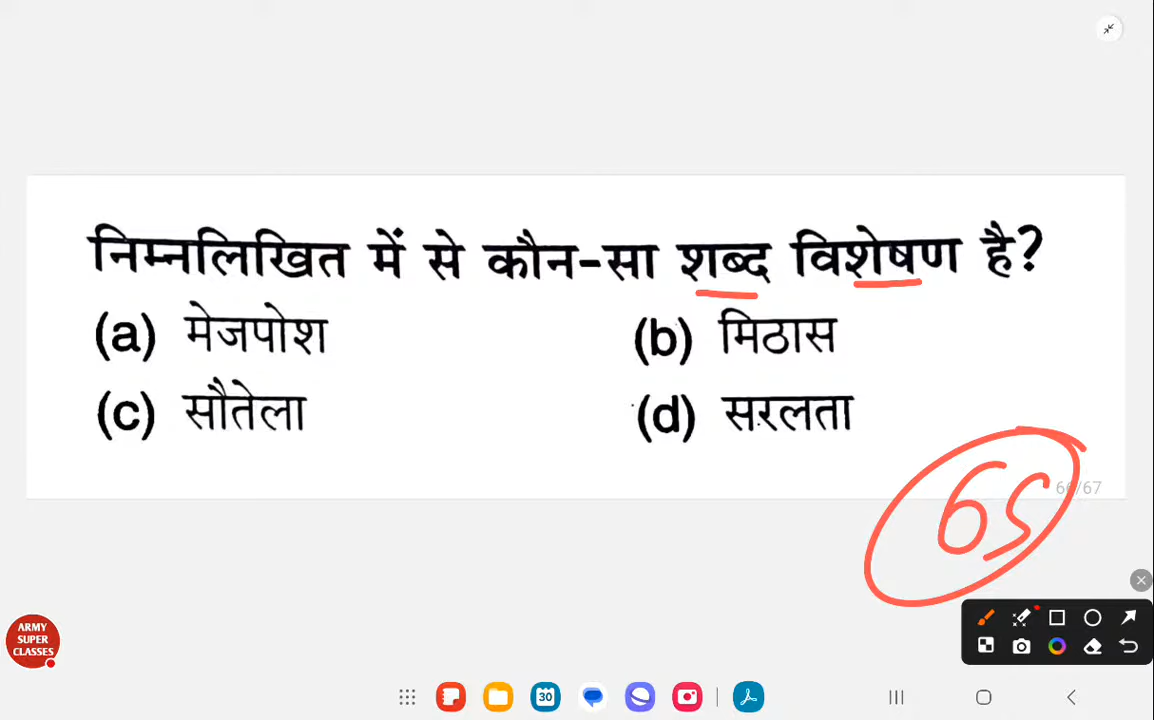 निम्नलिखित में से कौन-सा शब्द विशेषण है?
(a) मेजपोश (b) मिठास
(c) सौतेला (d) सरलता
66/67
65
ARMY
SUPER
CLASSES
30